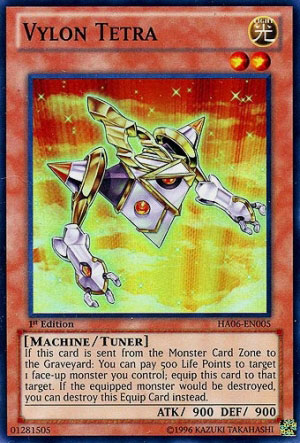 VYLON TETRA
LIGHT
光
1st Edition
HA06-EN005
[MACHINE/TUNER]
If this card is sent from the Monster Card Zone to
the Graveyard: You can pay 500 Life Points to target
1 face-up monster you control; equip this card to
that target. If the equipped monster would be destroyed,
you can destroy this Equip Card instead.
ATK/ 900 DEF/ 900
01281505
©1996 KAZUKI TAKAHASHI